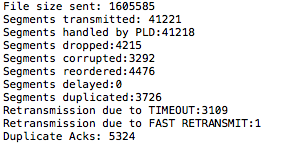 File size sent: 1605585
Segments transmitted: 41221
Segments handled by PLD:41218
Segments dropped:4215
Segments corrupted:3292
Segments reordered:4476
Segments delayed:0
Segments duplicated:3726
Retransmission due to TIMEOUT:3109
Retransmission due to FAST RETRANSMIT:1
Duplicate Acks: 5324